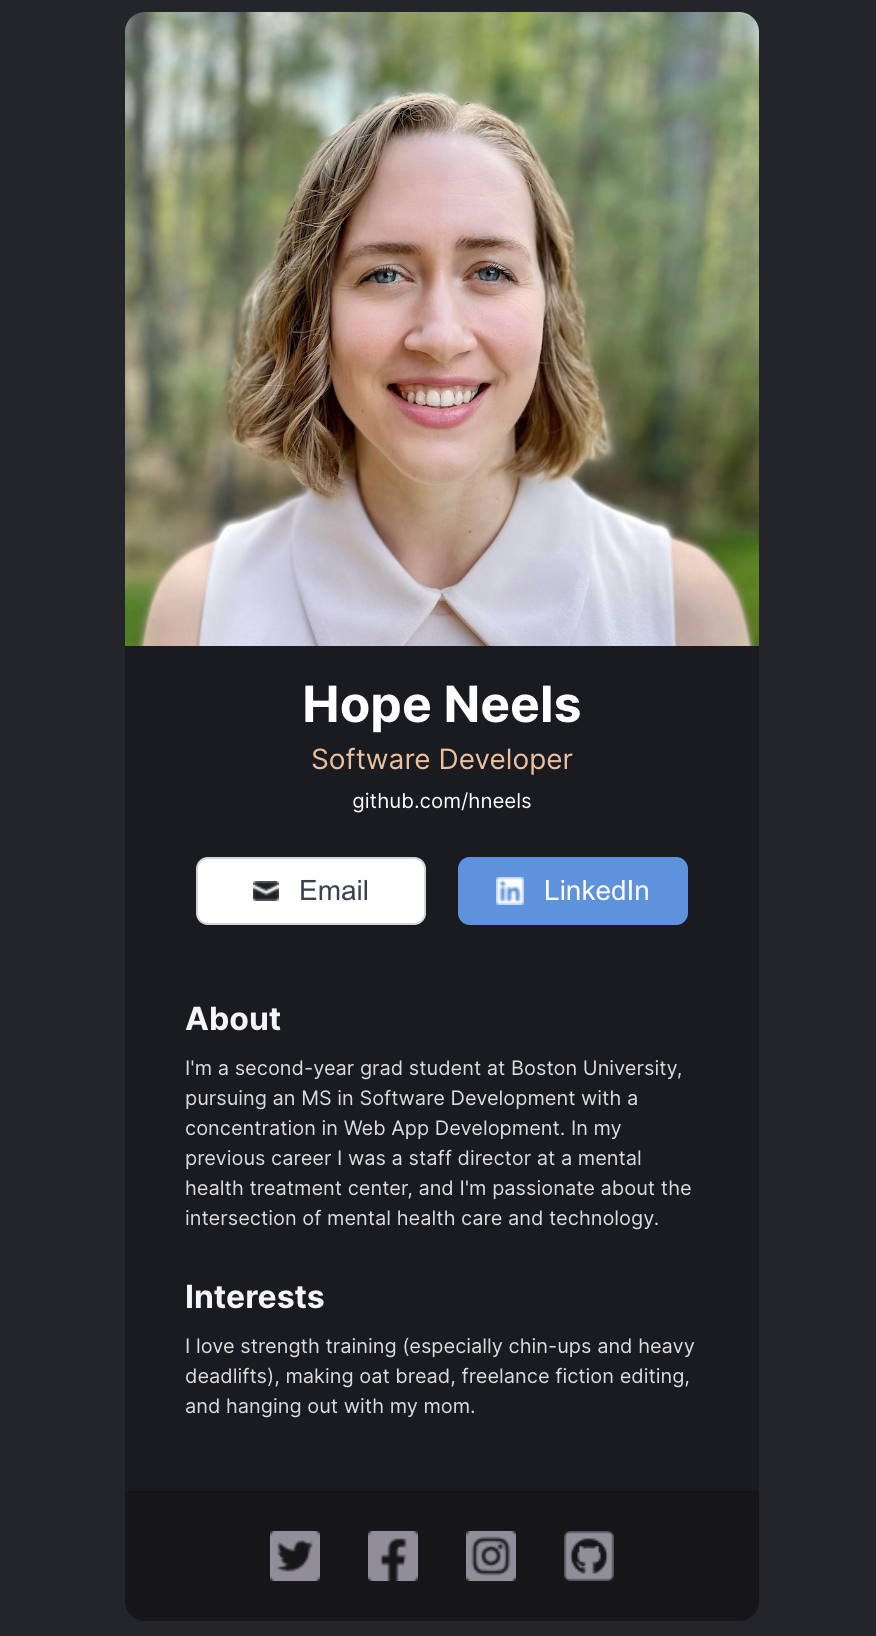 Hope Neels
Software Developer
github.com/hneels
Email
LinkedIn
About
I'm a second-year grad student at Boston University,
pursuing an MS in Software Development with a
concentration in Web App Development. In my
previous career I was a staff director at a mental
health treatment center, and I'm passionate about the
intersection of mental health care and technology.
Interests
I love strength training (especially chin-ups and heavy
deadlifts), making oat bread, freelance fiction editing,
and hanging out with my mom.